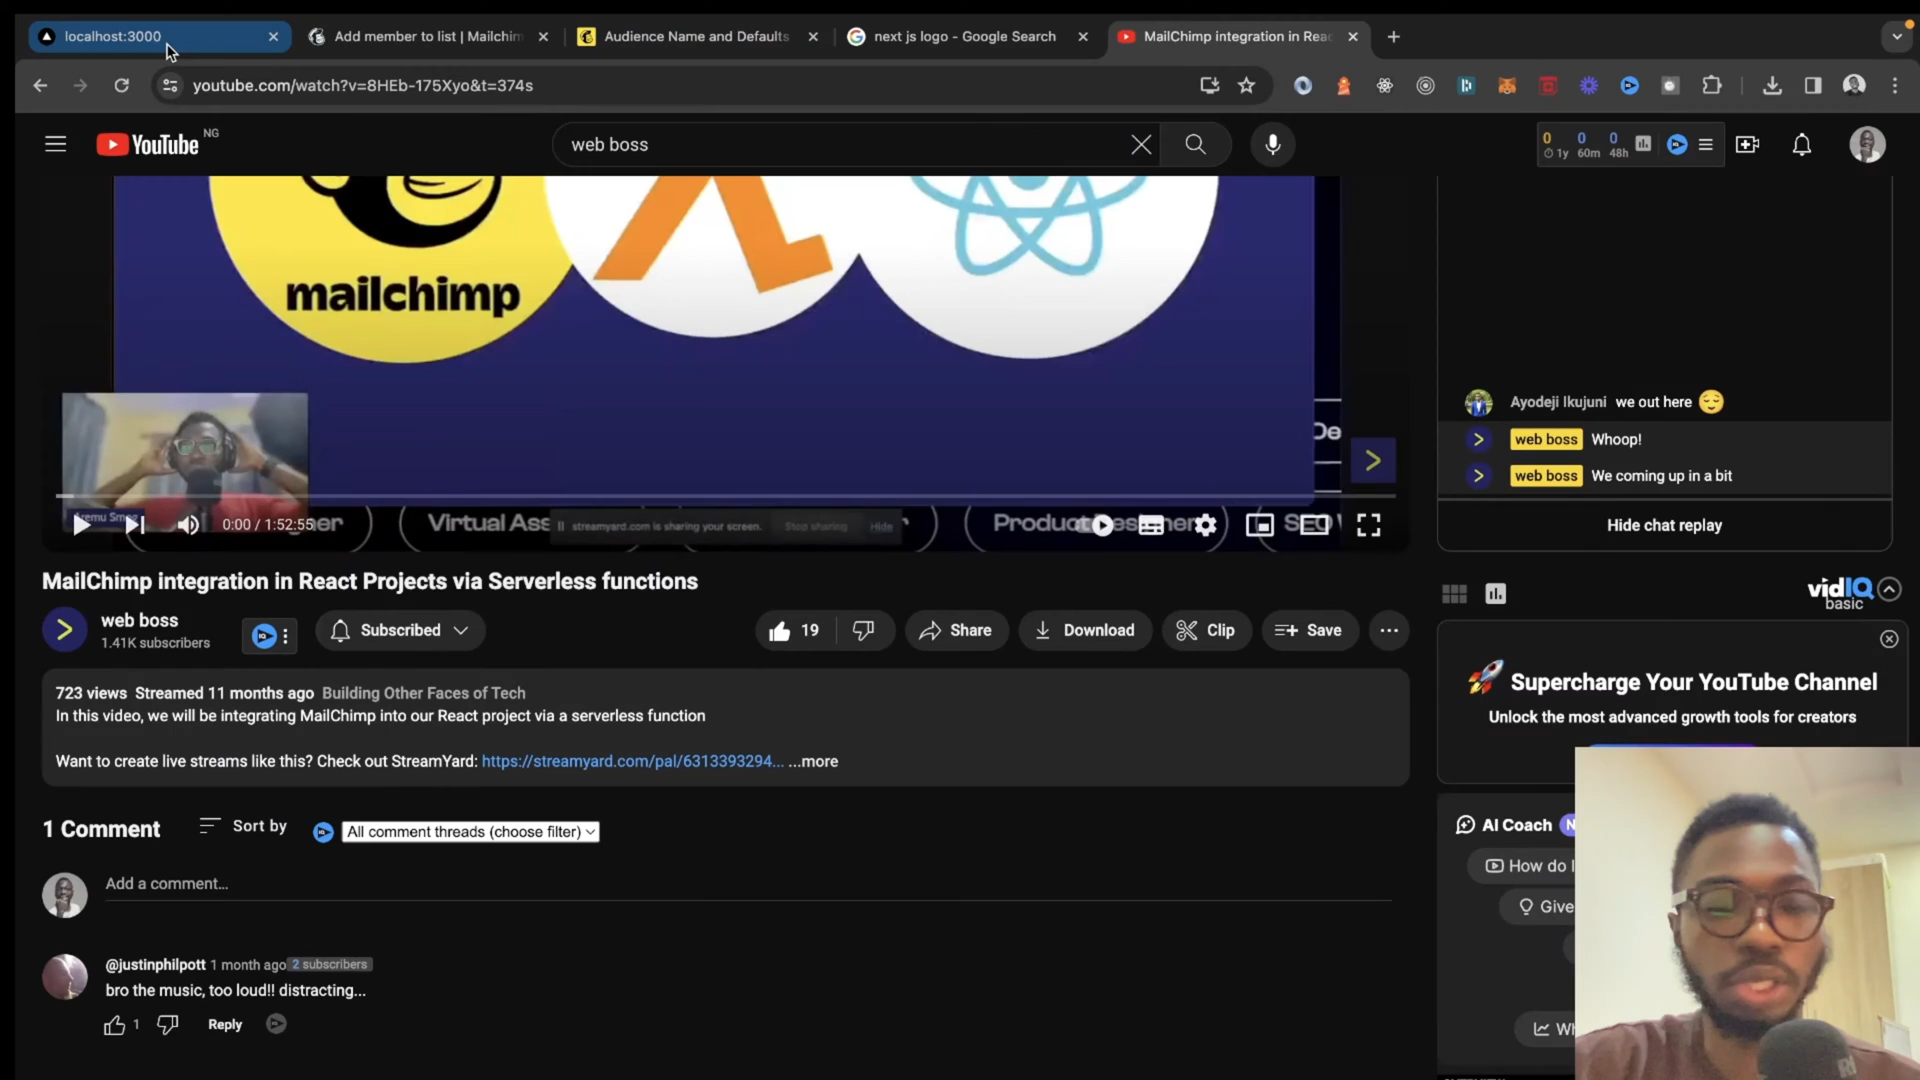 localhost:3000
Add member to list | Mailchim
Audience Name and Defaults
next js logo - Google Search
MailChimp integration in Reac
youtube.com/watch?v=8HEb-175Xyo&t=374s
YouTube NG
web boss
0 0 0
1y 60m 48h
mailchimp
De
Ayodeji Ikujuni we out here
web boss Whoop!
web boss We coming up in a bit
Hide chat replay
0:00 / 1:52:55
Virtual Ass
streamyard.com is sharing your screen. Stop sharing Hide
MailChimp integration in React Projects via Serverless functions
web boss
1.41K subscribers
Subscribed
19
Share
Download
Clip
Save
723 views Streamed 11 months ago Building Other Faces of Tech
In this video, we will be integrating MailChimp into our React project via a serverless function
Want to create live streams like this? Check out StreamYard: https://streamyard.com/pal/6313393294... ...more
vidIQ
basic
Supercharge Your YouTube Channel
Unlock the most advanced growth tools for creators
AI Coach N
How do I
Give
1 Comment
Sort by
All comment threads (choose filter)
Add a comment...
@justinphilpott 1 month ago 2 subscribers
bro the music, too loud!! distracting...
1
Reply